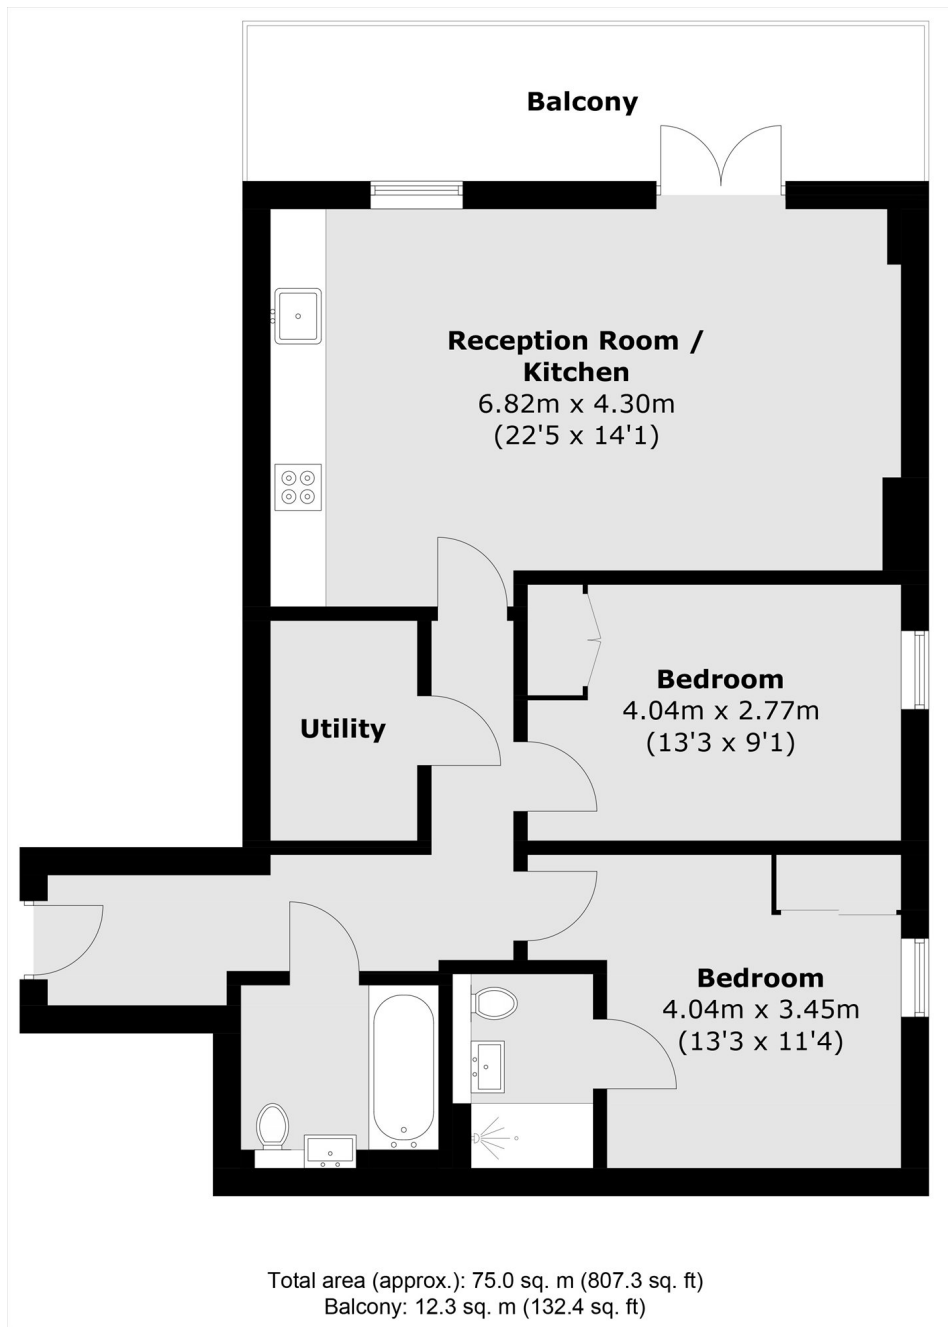 Balcony
Reception Room /
Kitchen
6.82m x 4.30m
(22'5 x 14'1)
Bedroom
4.04m x 2.77m
(13'3 x 9'1)
Utility
Bedroom
4.04m x 3.45m
(13'3 x 11'4)
Total area (approx.): 75.0 sq. m (807.3 sq. ft)
Balcony: 12.3 sq. m (132.4 sq. ft)